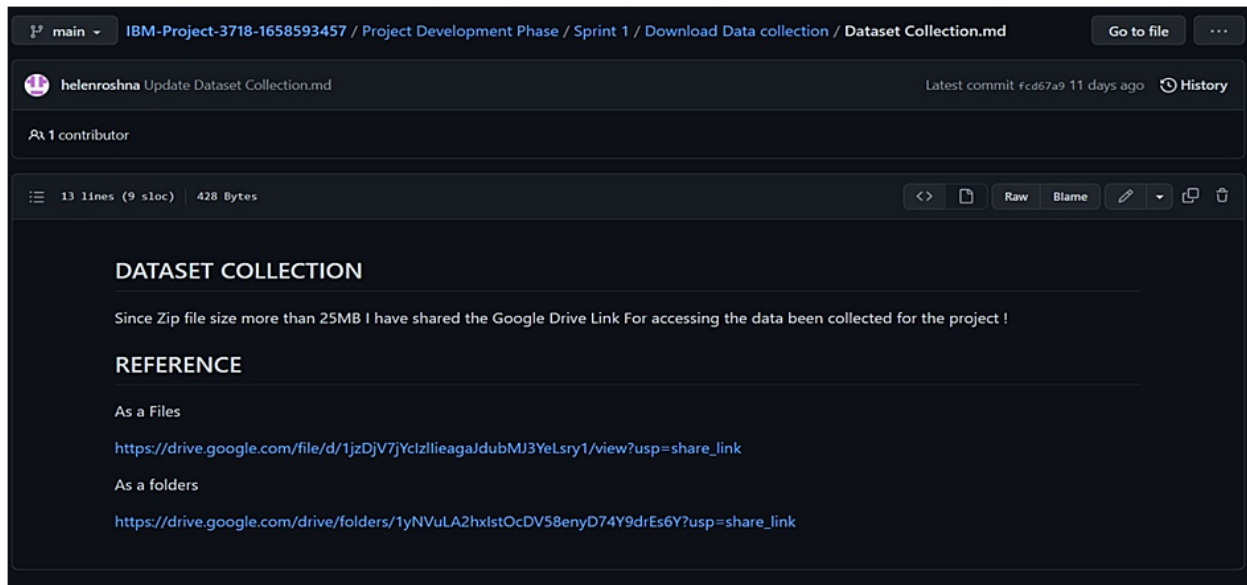 main IBM-Project-3718-1658593457 / Project Development Phase / Sprint 1 / Download Data collection / Dataset Collection.md Go to file ...
helenroshna Update Dataset Collection.md Latest commit fcd67a9 11 days ago History
1 contributor
13 lines (9 sloc) 428 Bytes <> Raw Blame
DATASET COLLECTION
Since Zip file size more than 25MB I have shared the Google Drive Link For accessing the data been collected for the project !
REFERENCE
As a Files
https://drive.google.com/file/d/1jzDjV7jYcIzlIieagaJdubMJ3YeLsry1/view?usp=share_link
As a folders
https://drive.google.com/drive/folders/1yNVuLA2hxIstOcDV58enyD74Y9drEs6Y?usp=share_link